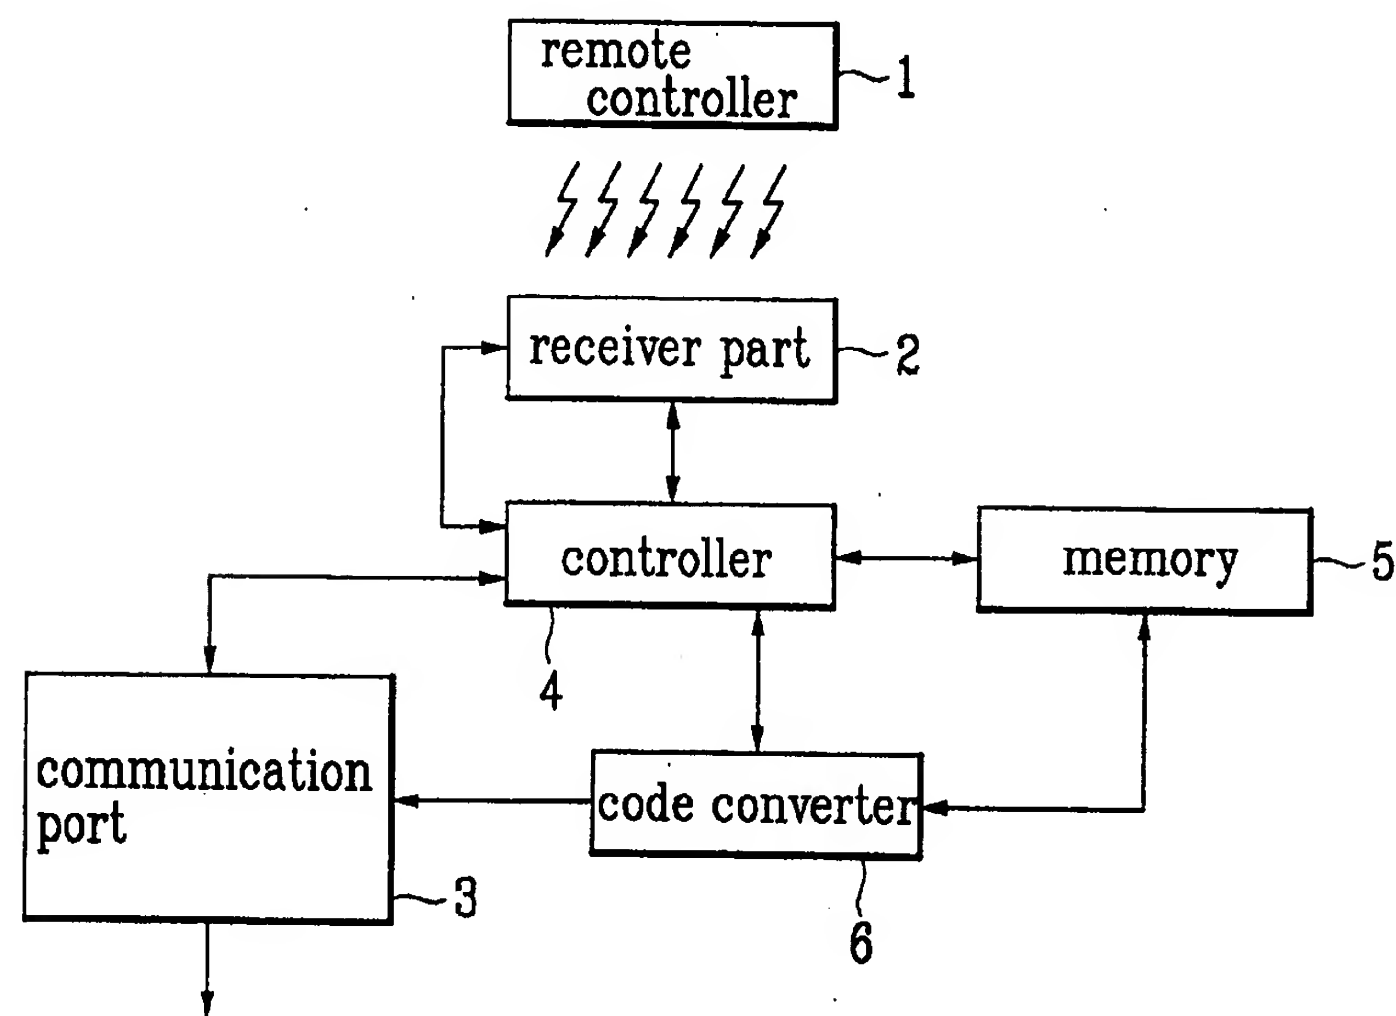 remote
controller
1
receiver part
2
controller
4
memory
5
communication
port
3
code converter
6